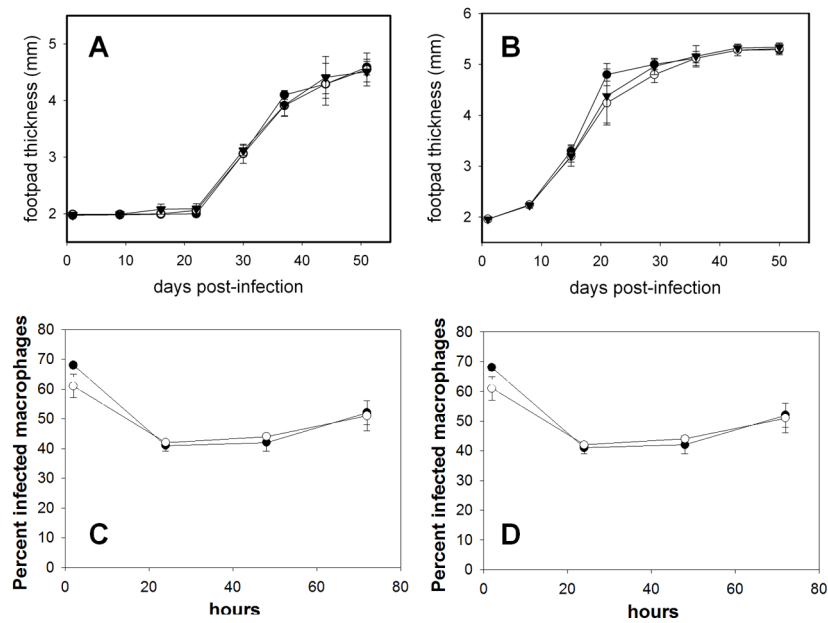 A
footpad thickness (mm)
5
4
3
2
0 10 20 30 40 50
days post-infection
B
footpad thickness (mm)
6
5
4
3
2
0 10 20 30 40 50
days post-infection
C
Percent infected macrophages
80
70
60
50
40
30
20
10
0
0 20 40 60 80
hours
D
Percent infected macrophages
80
70
60
50
40
30
20
10
0
0 20 40 60 80
hours